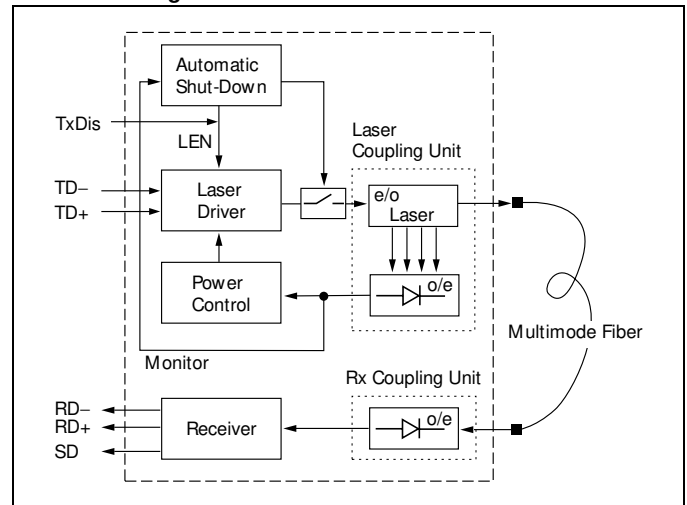 Automatic
Shut-Down
TxDis
LEN
Laser
Coupling Unit
TD–
TD+
Laser
Driver
e/o
Laser
Power
Control
o/e
Multimode Fiber
Monitor
Rx Coupling Unit
RD–
RD+
SD
Receiver
o/e